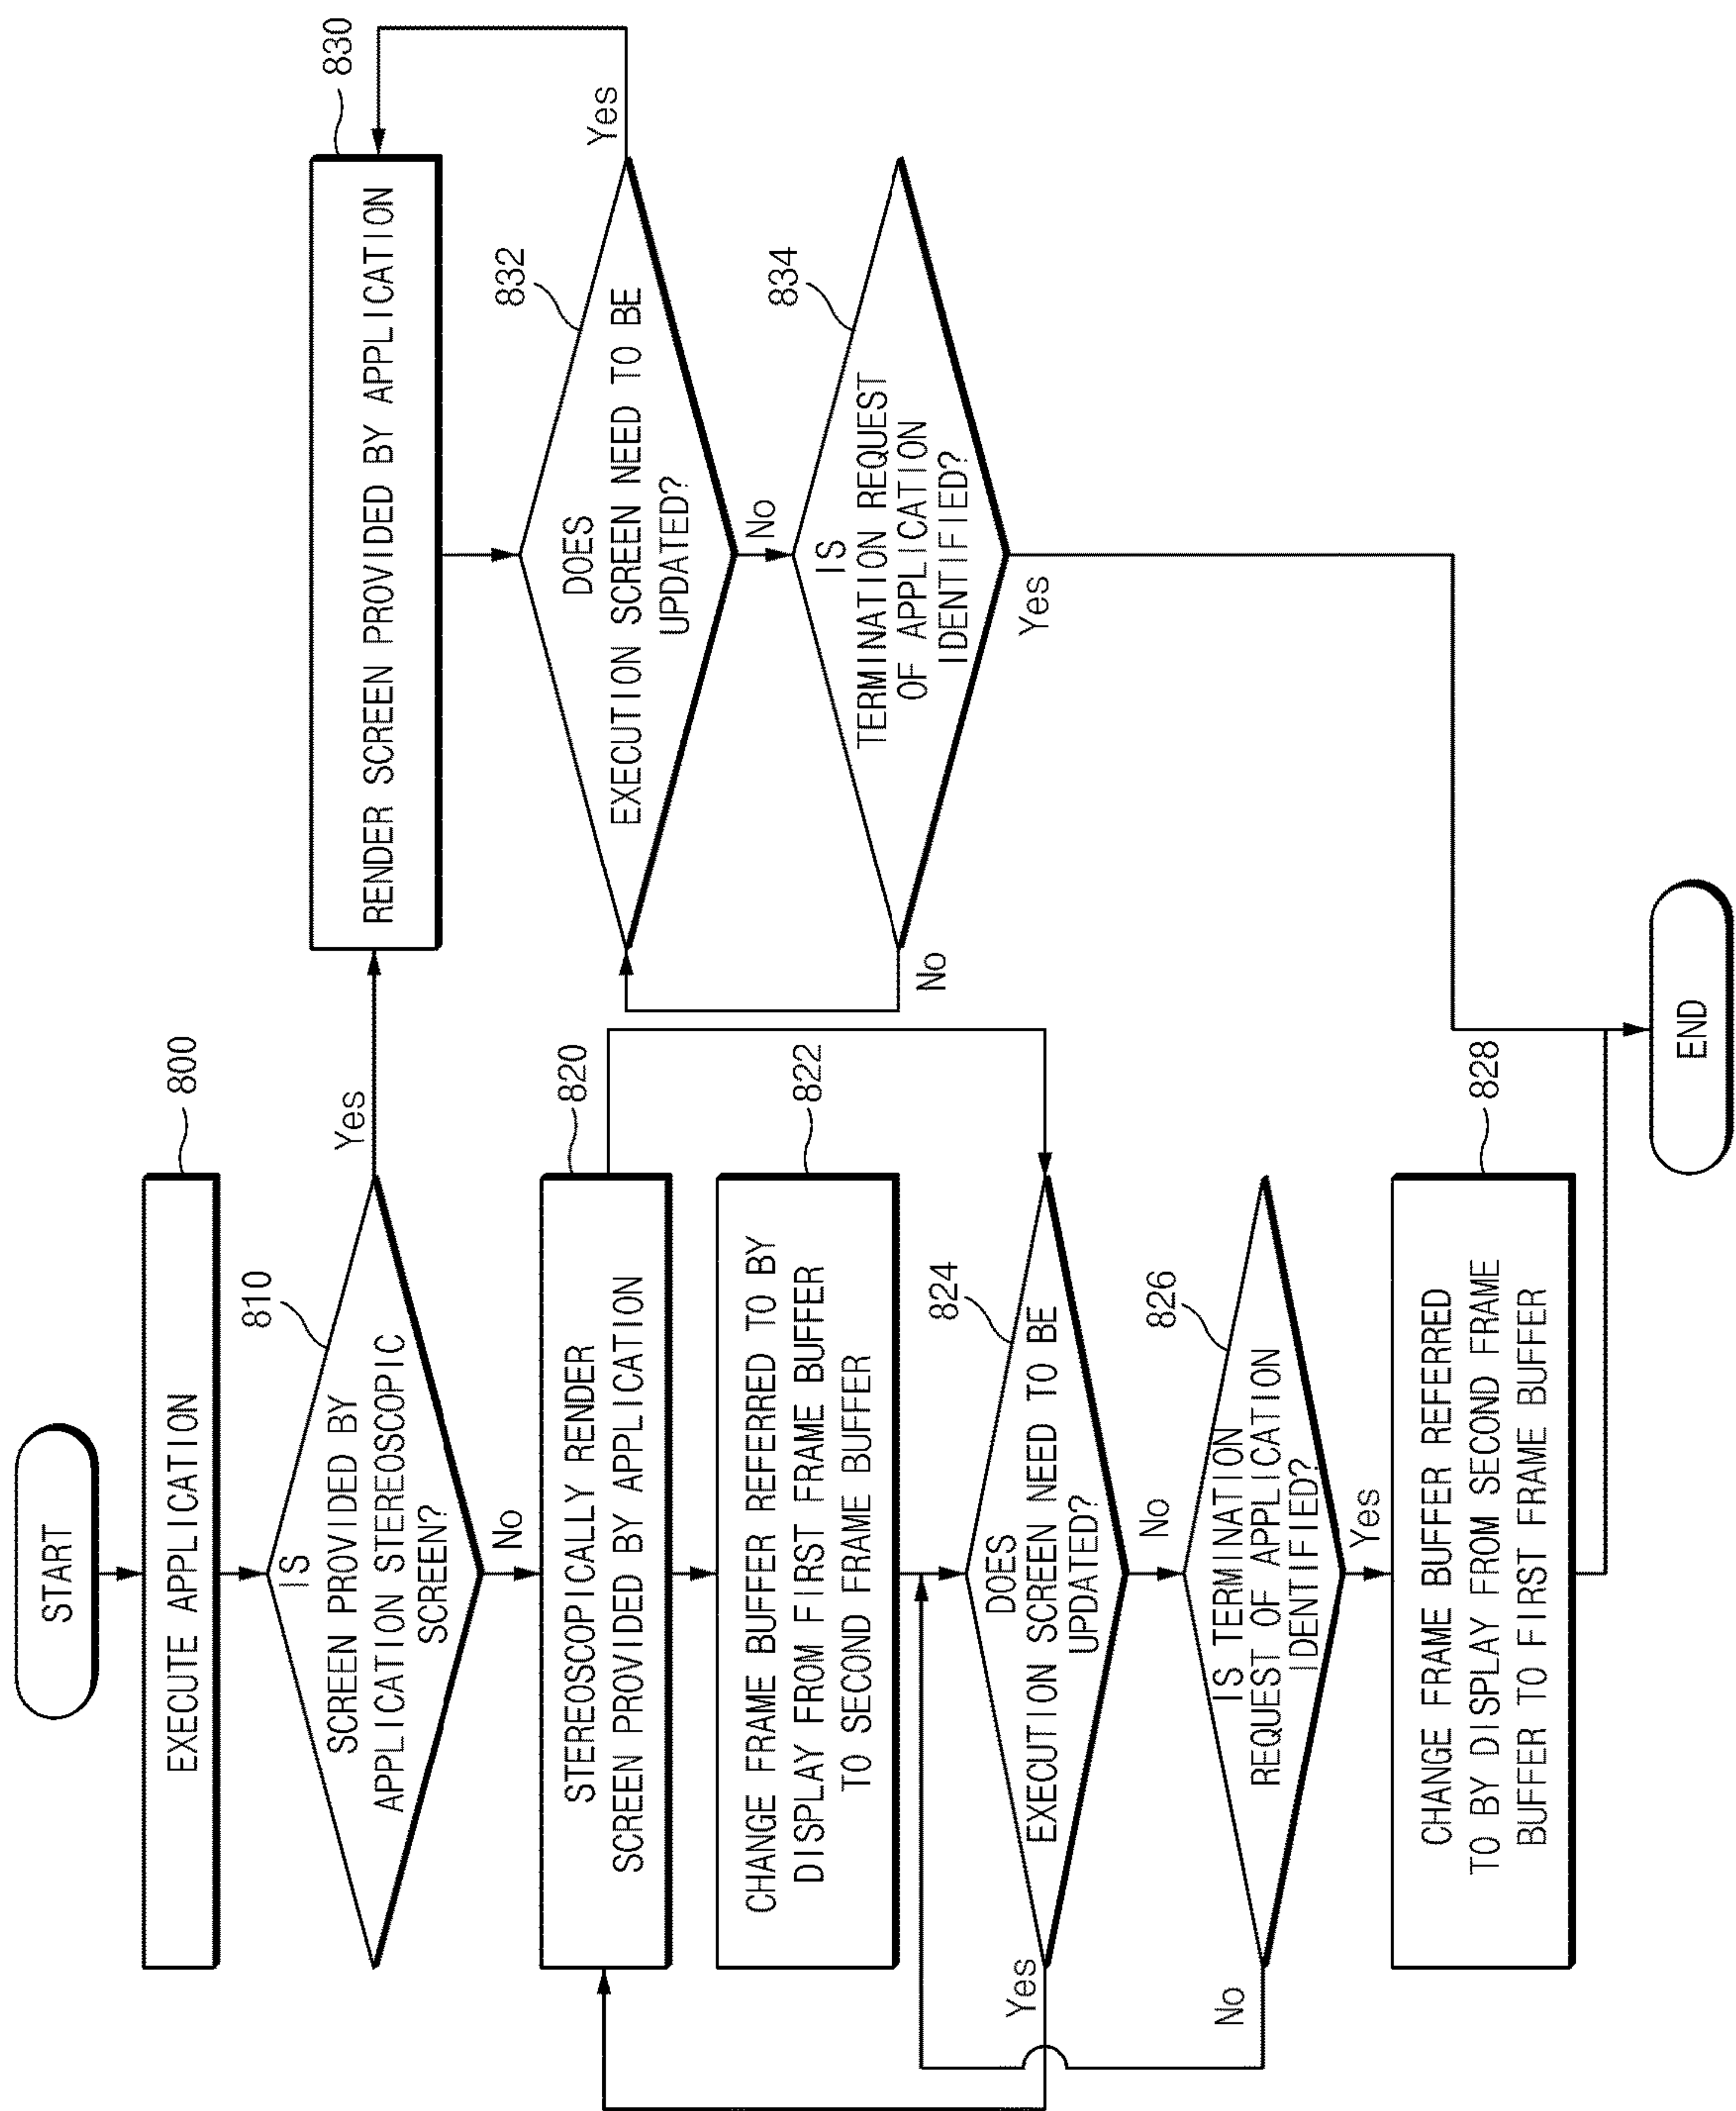 START
EXECUTE APPLICATION
800
IS
SCREEN PROVIDED BY
APPLICATION STEREOSCOPIC
SCREEN?
810
Yes
No
STEREOSCOPICALLY RENDER
SCREEN PROVIDED BY APPLICATION
820
CHANGE FRAME BUFFER REFERRED TO BY
DISPLAY FROM FIRST FRAME BUFFER
TO SECOND FRAME BUFFER
822
DOES
EXECUTION SCREEN NEED TO BE
UPDATED?
824
Yes
No
IS TERMINATION
REQUEST OF APPLICATION
IDENTIFIED?
826
No
Yes
CHANGE FRAME BUFFER REFERRED
TO BY DISPLAY FROM SECOND FRAME
BUFFER TO FIRST FRAME BUFFER
828
RENDER SCREEN PROVIDED BY APPLICATION
830
DOES
EXECUTION SCREEN NEED TO BE
UPDATED?
832
Yes
No
IS
TERMINATION REQUEST
OF APPLICATION
IDENTIFIED?
834
No
Yes
END